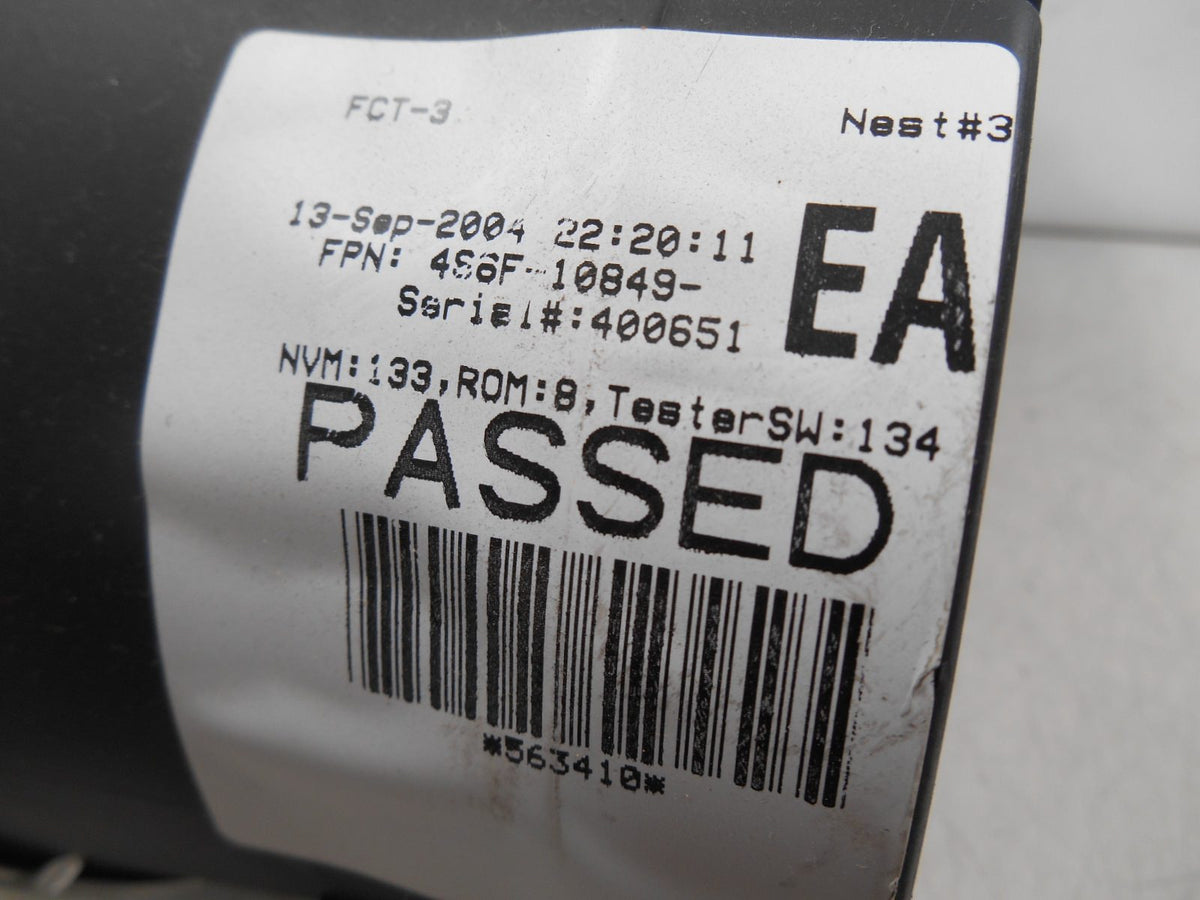 FCT-3
Nest#3
13-Sep-2004 22:20:11
EA
FPN: 4S6F-10849-
Serial#:400651
NVM:133,ROM:8,TesterSW:134
PASSED
*563410*